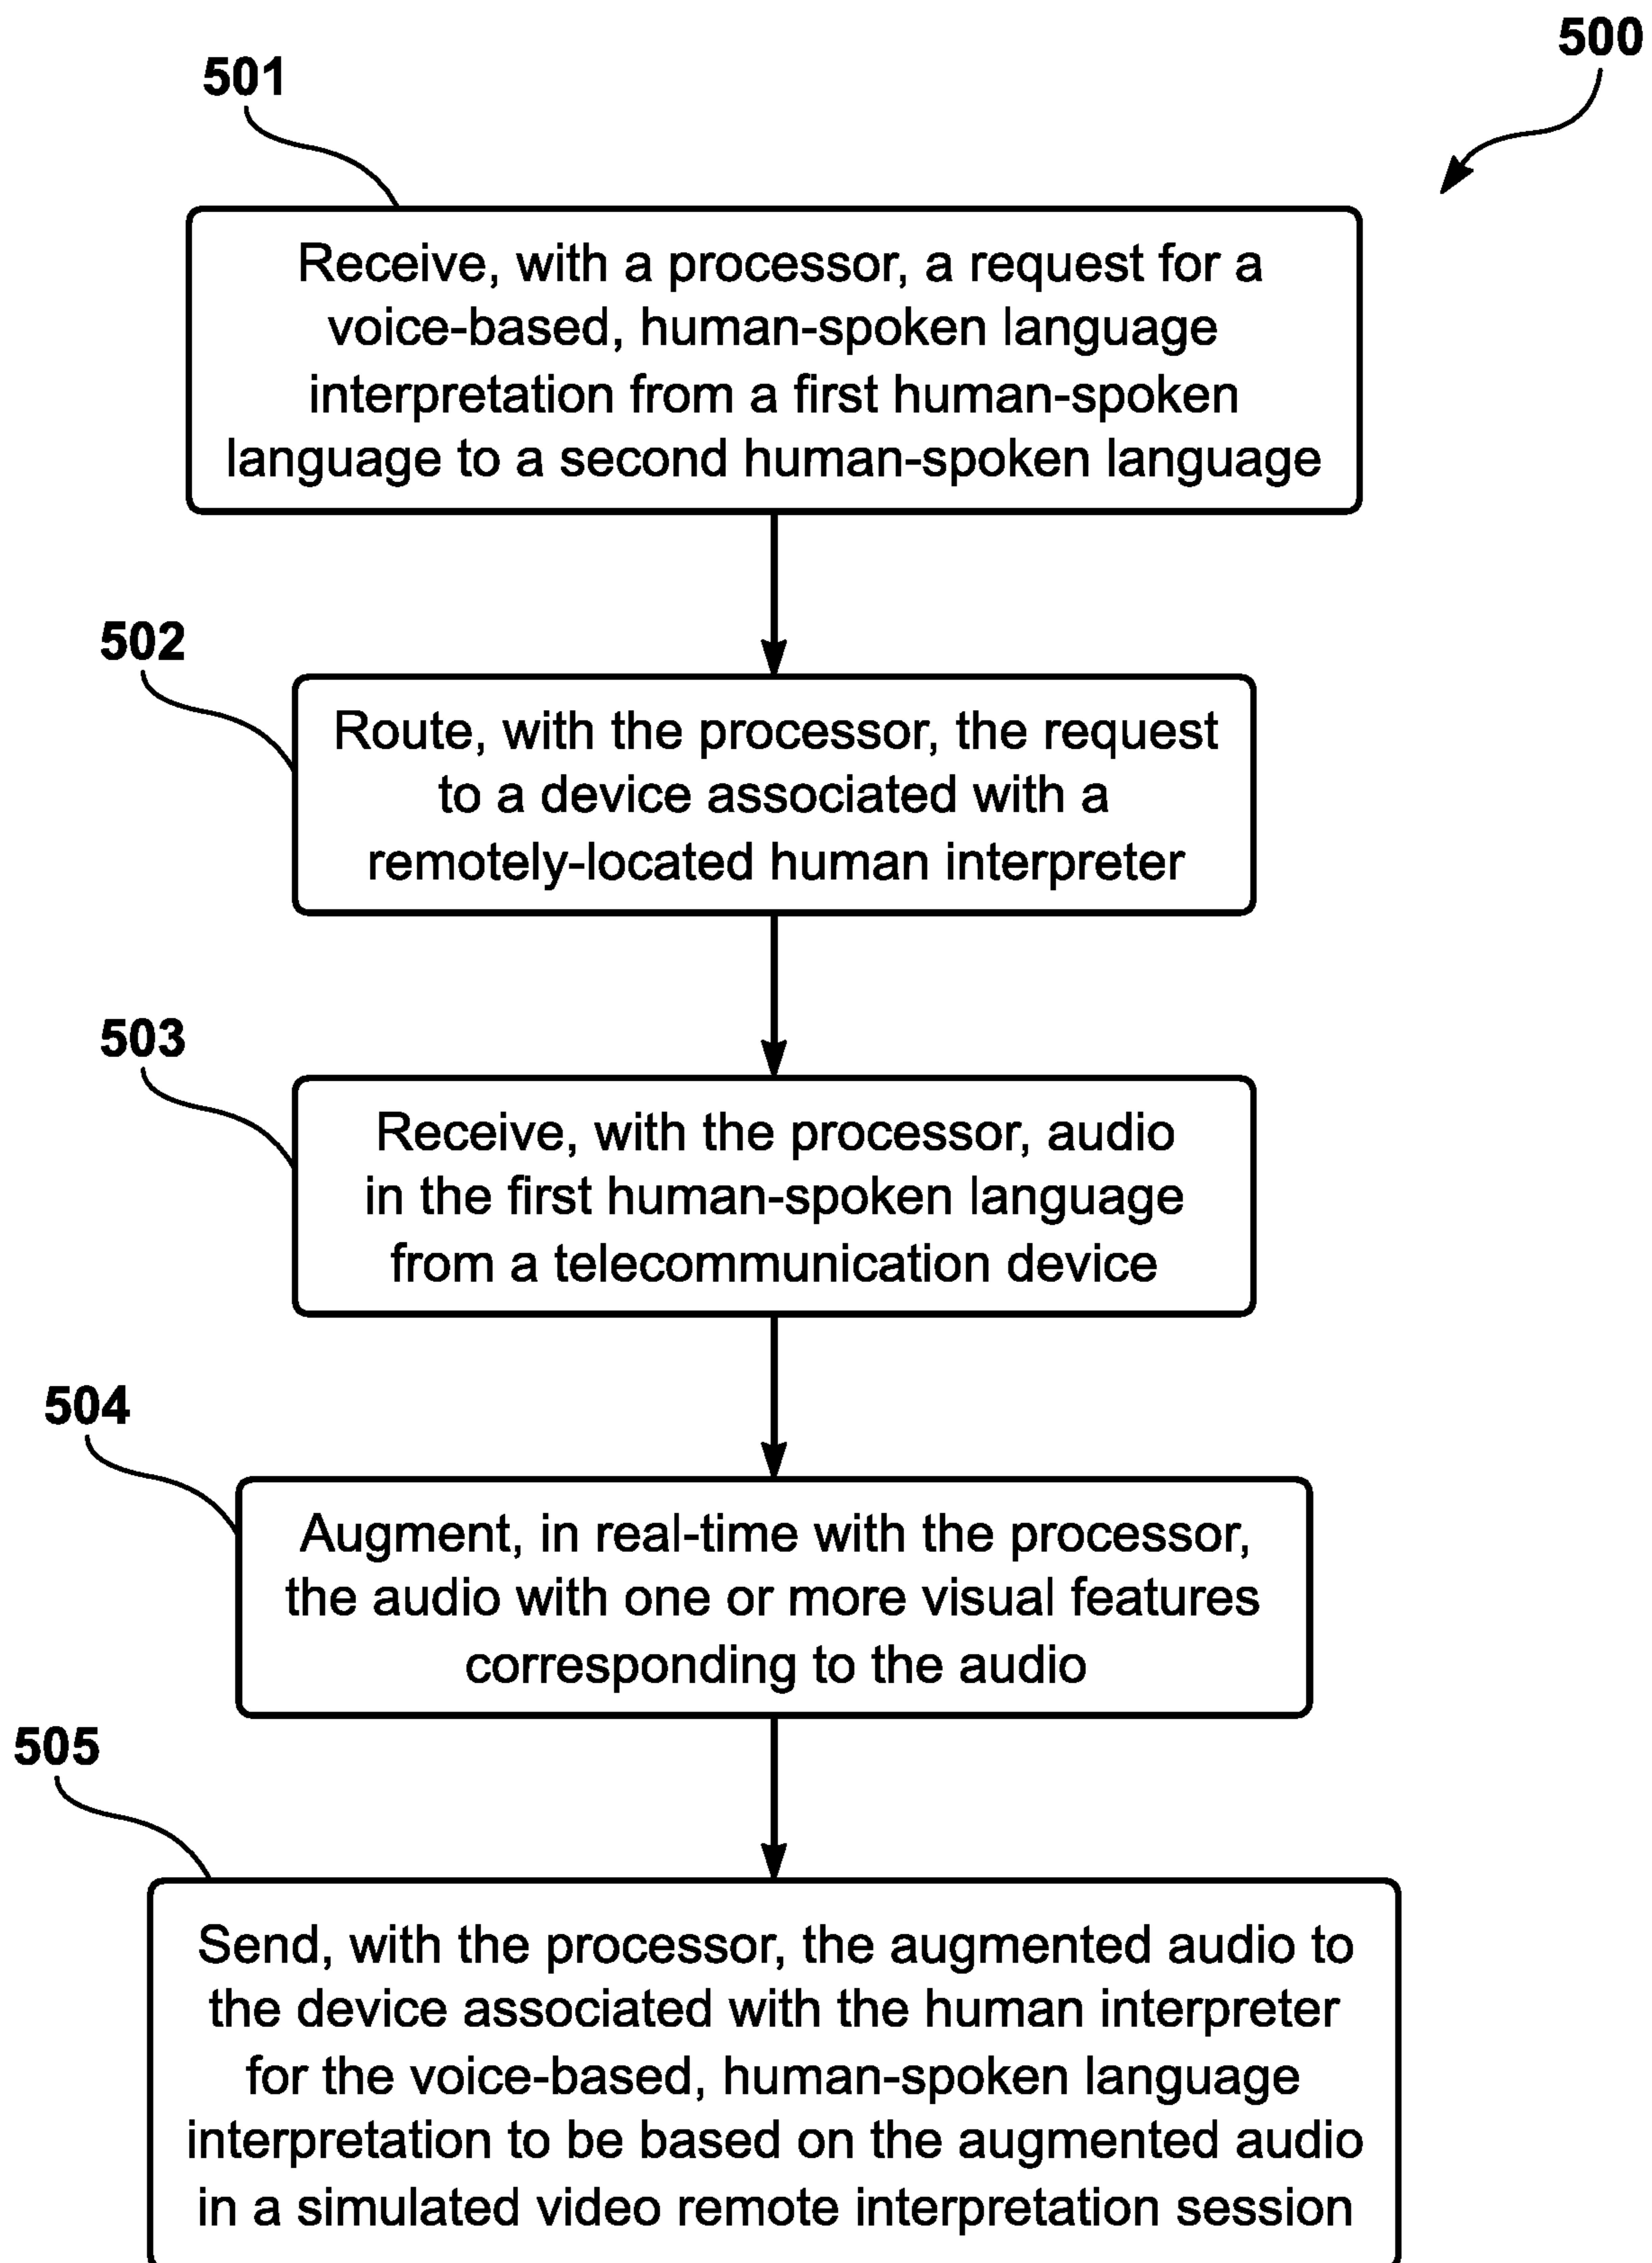 500
501
Receive, with a processor, a request for a
voice-based, human-spoken language
interpretation from a first human-spoken
language to a second human-spoken language
502
Route, with the processor, the request
to a device associated with a
remotely-located human interpreter
503
Receive, with the processor, audio
in the first human-spoken language
from a telecommunication device
504
Augment, in real-time with the processor,
the audio with one or more visual features
corresponding to the audio
505
Send, with the processor, the augmented audio to
the device associated with the human interpreter
for the voice-based, human-spoken language
interpretation to be based on the augmented audio
in a simulated video remote interpretation session